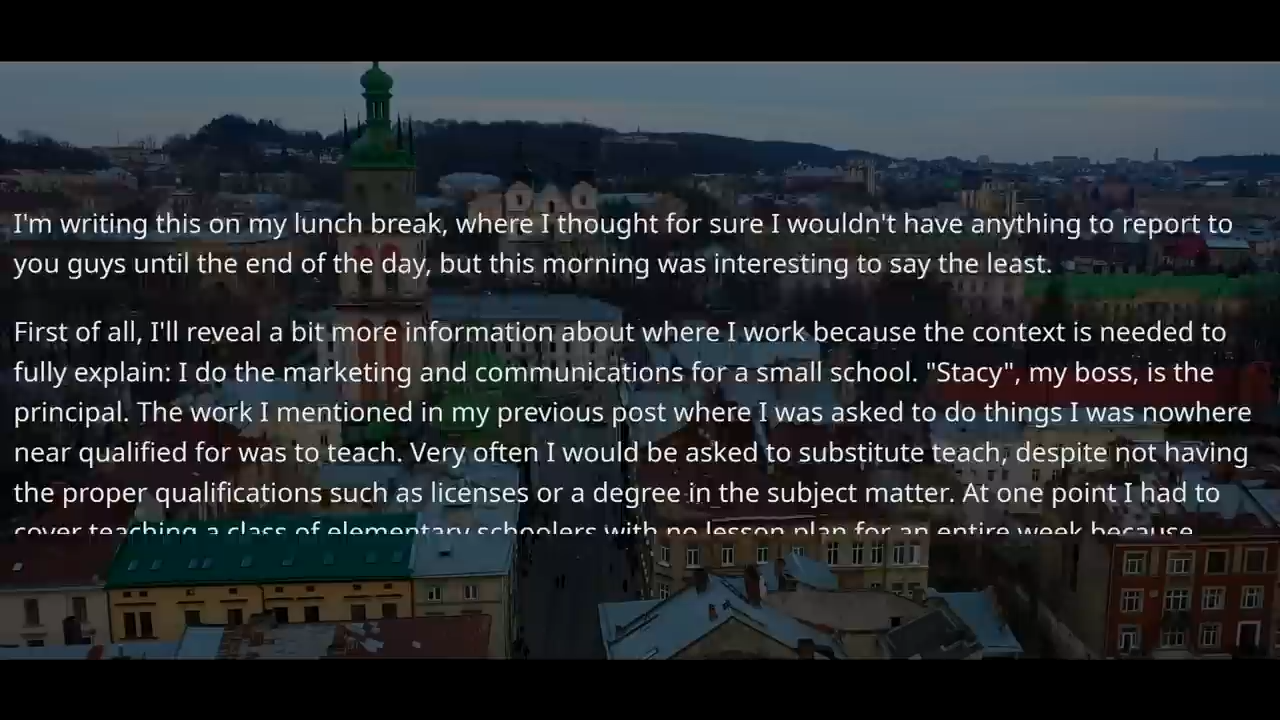 I'm writing this on my lunch break, where I thought for sure I wouldn't have anything to report to
you guys until the end of the day, but this morning was interesting to say the least.
First of all, I'll reveal a bit more information about where I work because the context is needed to
fully explain: I do the marketing and communications for a small school. "Stacy", my boss, is the
principal. The work I mentioned in my previous post where I was asked to do things I was nowhere
near qualified for was to teach. Very often I would be asked to substitute teach, despite not having
the proper qualifications such as licenses or a degree in the subject matter. At one point I had to
cover teaching a class of elementary schoolers with no lesson plan for an entire week because